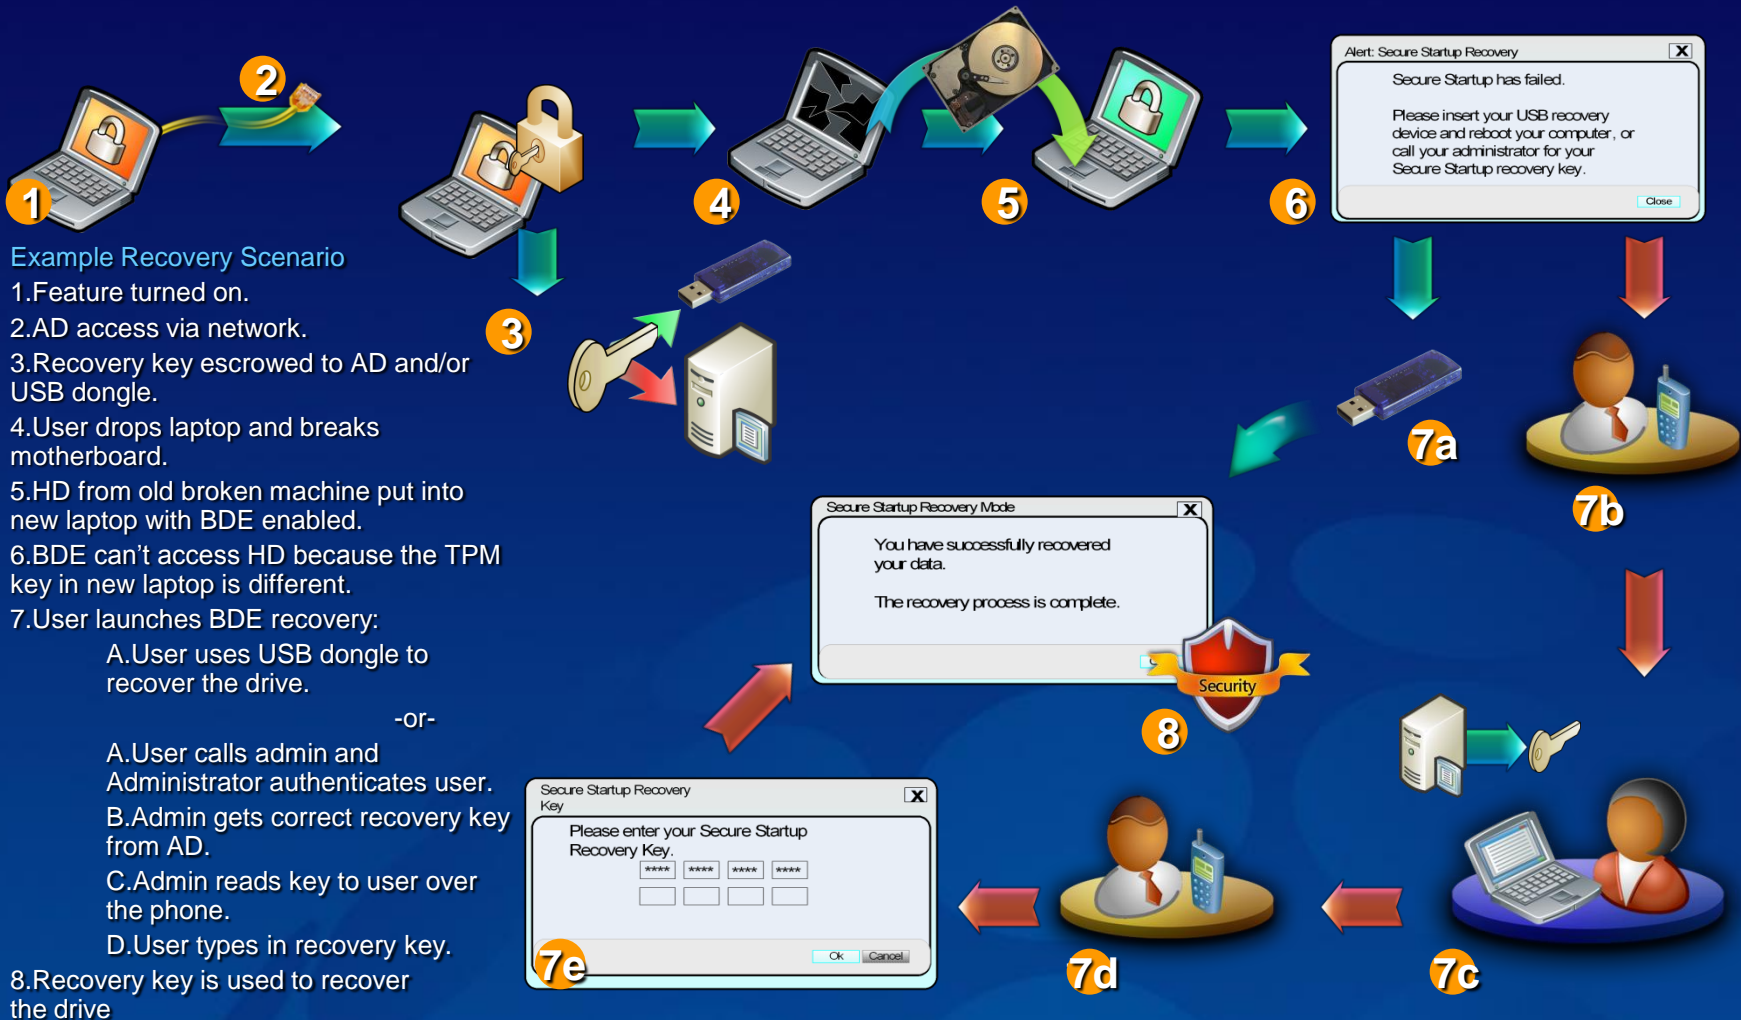 1
2
4
5
6
Alert: Secure Startup Recovery
X
Secure Startup has failed.
Please insert your USB recovery
device and reboot your computer, or
call your administrator for your
Secure Startup recovery key.
Close
Example Recovery Scenario
1.Feature turned on.
2.AD access via network.
3.Recovery key escrowed to AD and/or
USB dongle.
4.User drops laptop and breaks
motherboard.
5.HD from old broken machine put into
new laptop with BDE enabled.
6.BDE can't access HD because the TPM
key in new laptop is different.
7.User launches BDE recovery:
A.User uses USB dongle to
recover the drive.
-or-
A.User calls admin and
Administrator authenticates user.
B.Admin gets correct recovery key
from AD.
C.Admin reads key to user over
the phone.
D.User types in recovery key.
8.Recovery key is used to recover
the drive
3
7a
7b
Secure Startup Recovery Mode
X
You have successfully recovered
your data.
The recovery process is complete.
Security
8
Secure Startup Recovery
Key
X
Please enter your Secure Startup
Recovery Key.
**** **** **** ****
Ok Cancel
7e
7d
7c